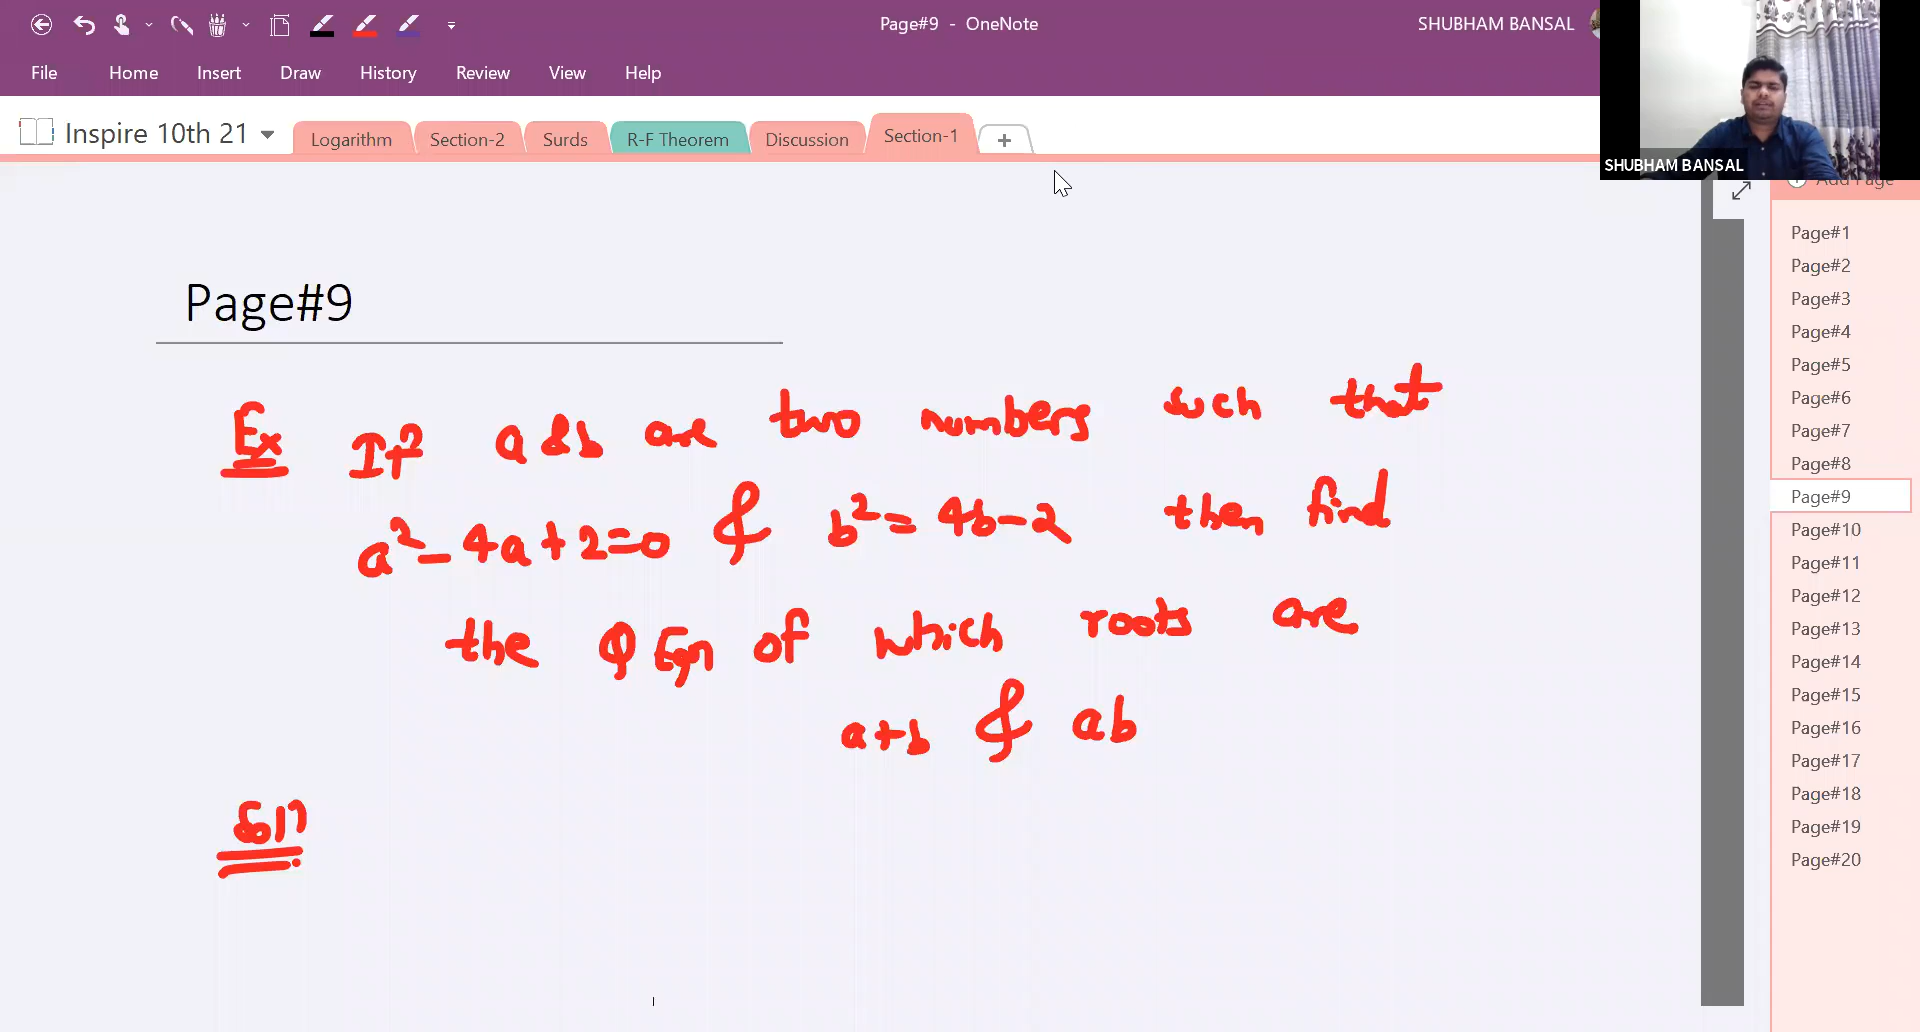 Page#9 - OneNote
SHUBHAM BANSAL
File Home Insert Draw History Review View Help
Inspire 10th 21
Logarithm Section-2 Surds R-F Theorem Discussion Section-1 +
SHUBHAM BANSAL
Add Page
Page#1
Page#2
Page#3
Page#4
Page#5
Page#6
Page#7
Page#8
Page#9
Page#10
Page#11
Page#12
Page#13
Page#14
Page#15
Page#16
Page#17
Page#18
Page#19
Page#20
Page#9
Ex If a & b are two numbers such that
a² - 4a + 2 = 0 & b² = 4b - 2 then find
the Q Eqn of which roots are
a+b & ab
Soln